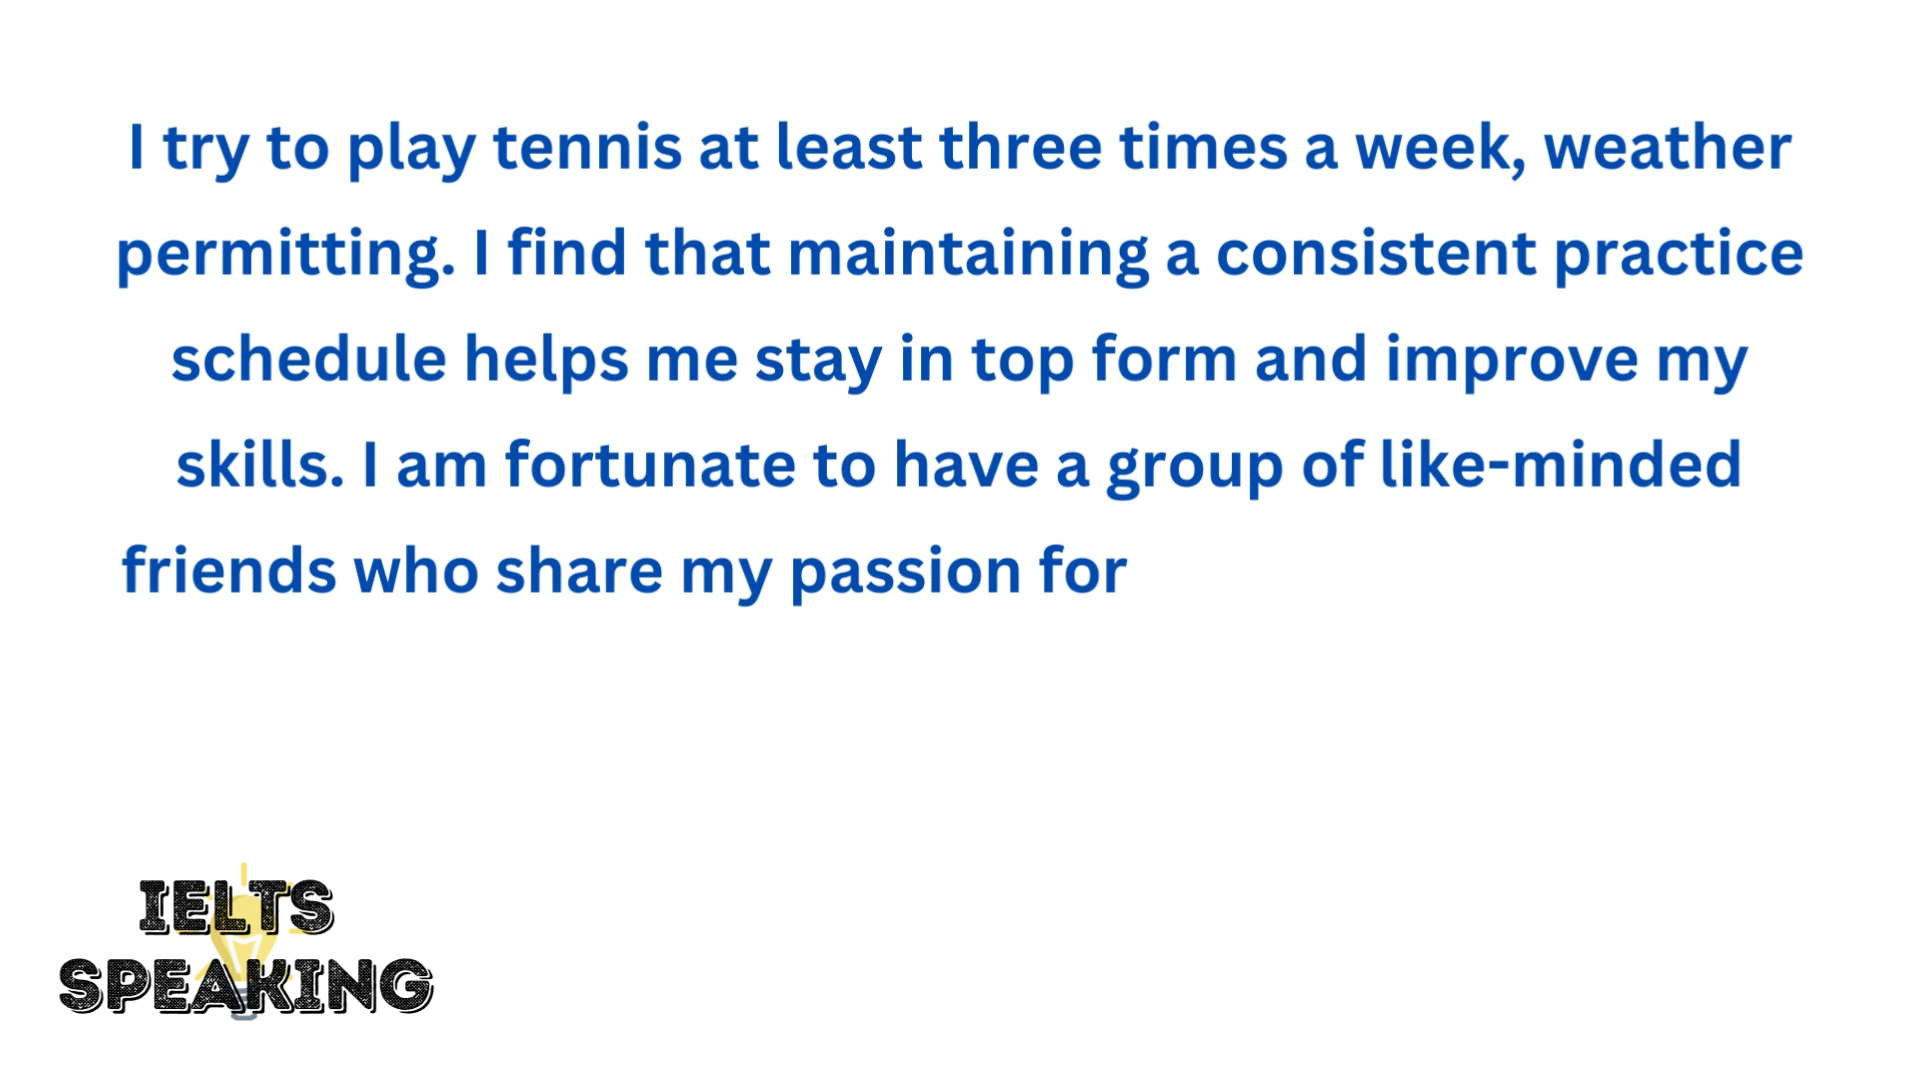 I try to play tennis at least three times a week, weather
permitting. I find that maintaining a consistent practice
schedule helps me stay in top form and improve my
skills. I am fortunate to have a group of like-minded
friends who share my passion for
IELTS
SPEAKING